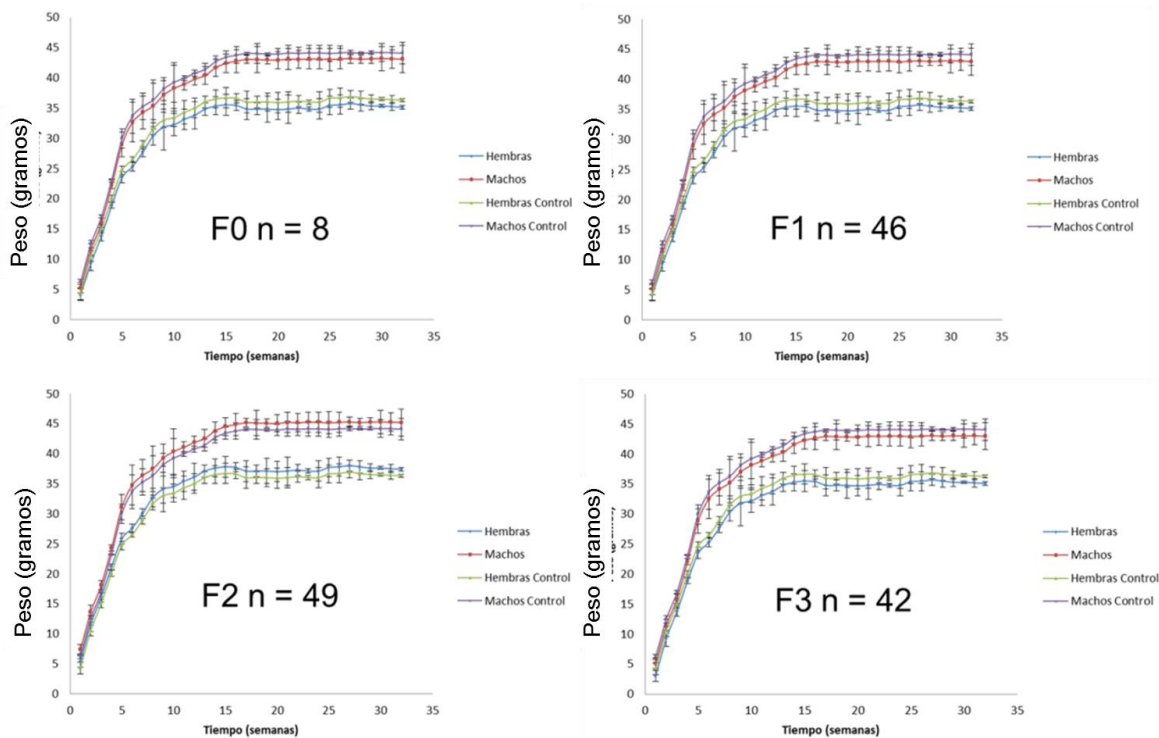 50
45
40
35
30
25
20
15
10
5
0
Peso (gramos)
F0 n = 8
0 5 10 15 20 25 30 35
Tiempo (semanas)
Hembras
Machos
Hembras Control
Machos Control
50
45
40
35
30
25
20
15
10
5
0
Peso (gramos)
F1 n = 46
0 5 10 15 20 25 30 35
Tiempo (semanas)
Hembras
Machos
Hembras Control
Machos Control
50
45
40
35
30
25
20
15
10
5
0
Peso (gramos)
F2 n = 49
0 5 10 15 20 25 30 35
Tiempo (semanas)
Hembras
Machos
Hembras Control
Machos Control
50
45
40
35
30
25
20
15
10
5
0
Peso (gramos)
F3 n = 42
0 5 10 15 20 25 30 35
Tiempo (semanas)
Hembras
Machos
Hembras Control
Machos Control